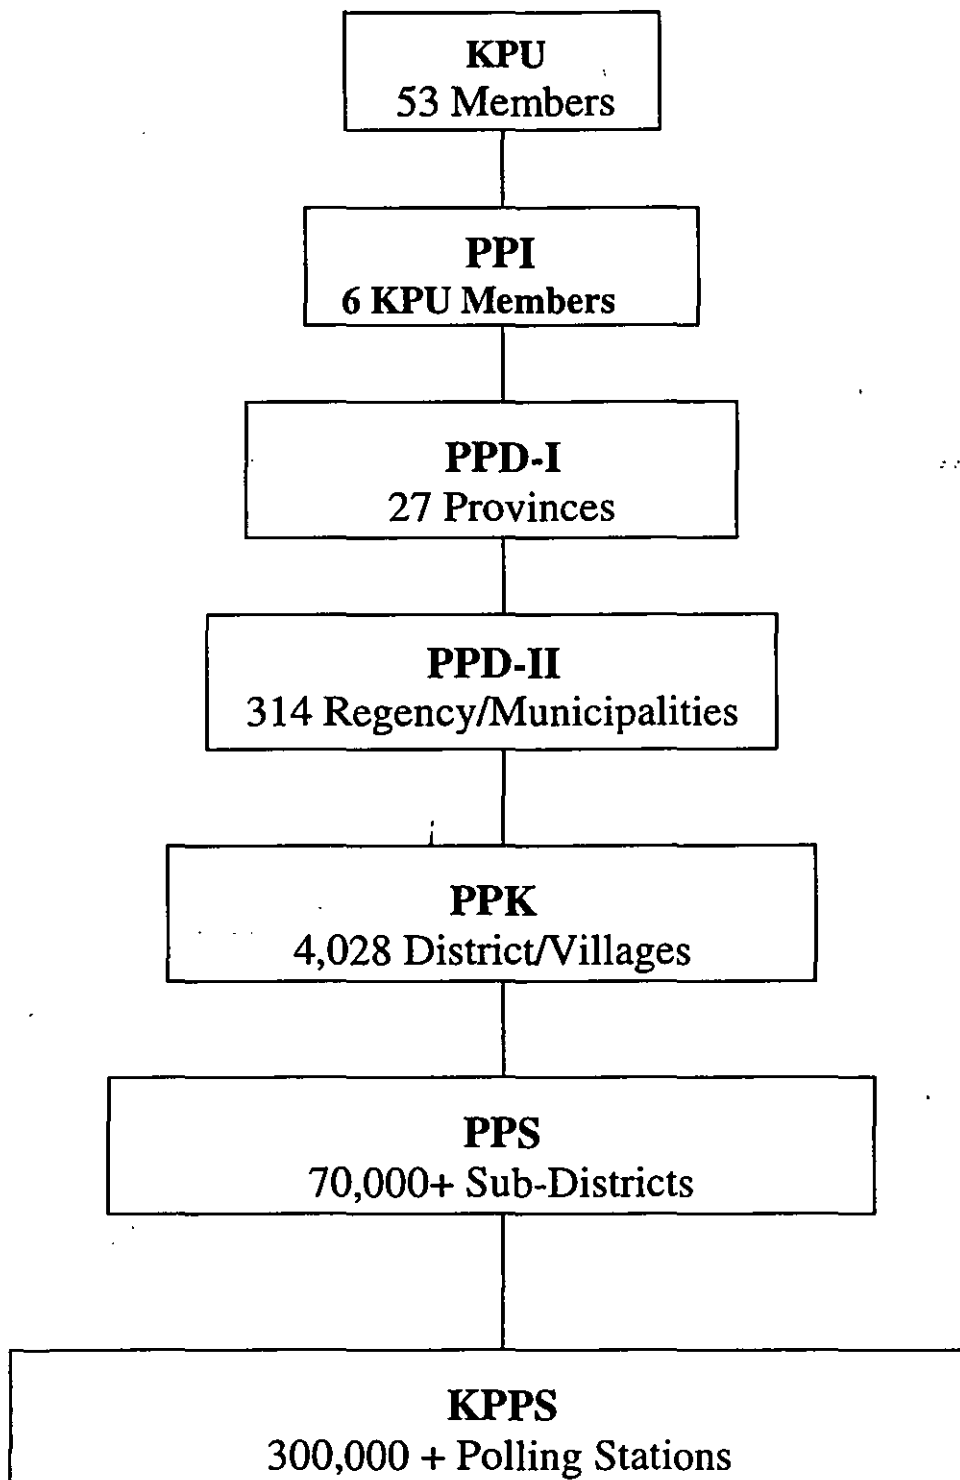 KPU
53 Members
PPI
6 KPU Members
PPD-I
27 Provinces
PPD-II
314 Regency/Municipalities
PPK
4,028 District/Villages
PPS
70,000+ Sub-Districts
KPPS
300,000 + Polling Stations